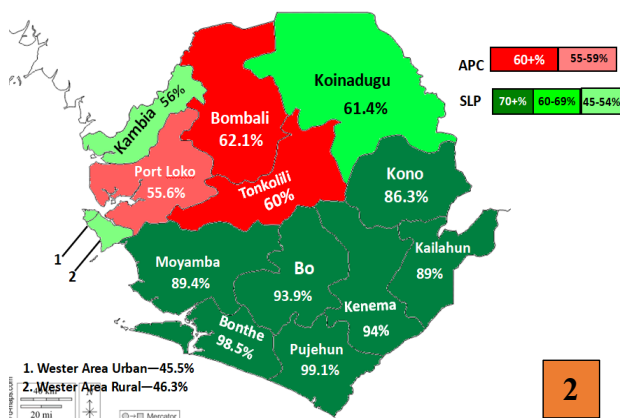 APC
60+%
55-59%
SLP
70+%
60-69%
45-54%
Koinadugu
61.4%
Kambia
56%
Bombali
62.1%
Port Loko
55.6%
Tonkolili
60%
Kono
86.3%
Kailahun
89%
Moyamba
89.4%
Bo
93.9%
Kenema
94%
Bonthe
98.5%
Pujehun
99.1%
1
2
1. Wester Area Urban—45.5%
2. Wester Area Rural—46.3%
20 mi
N
Mercator
2